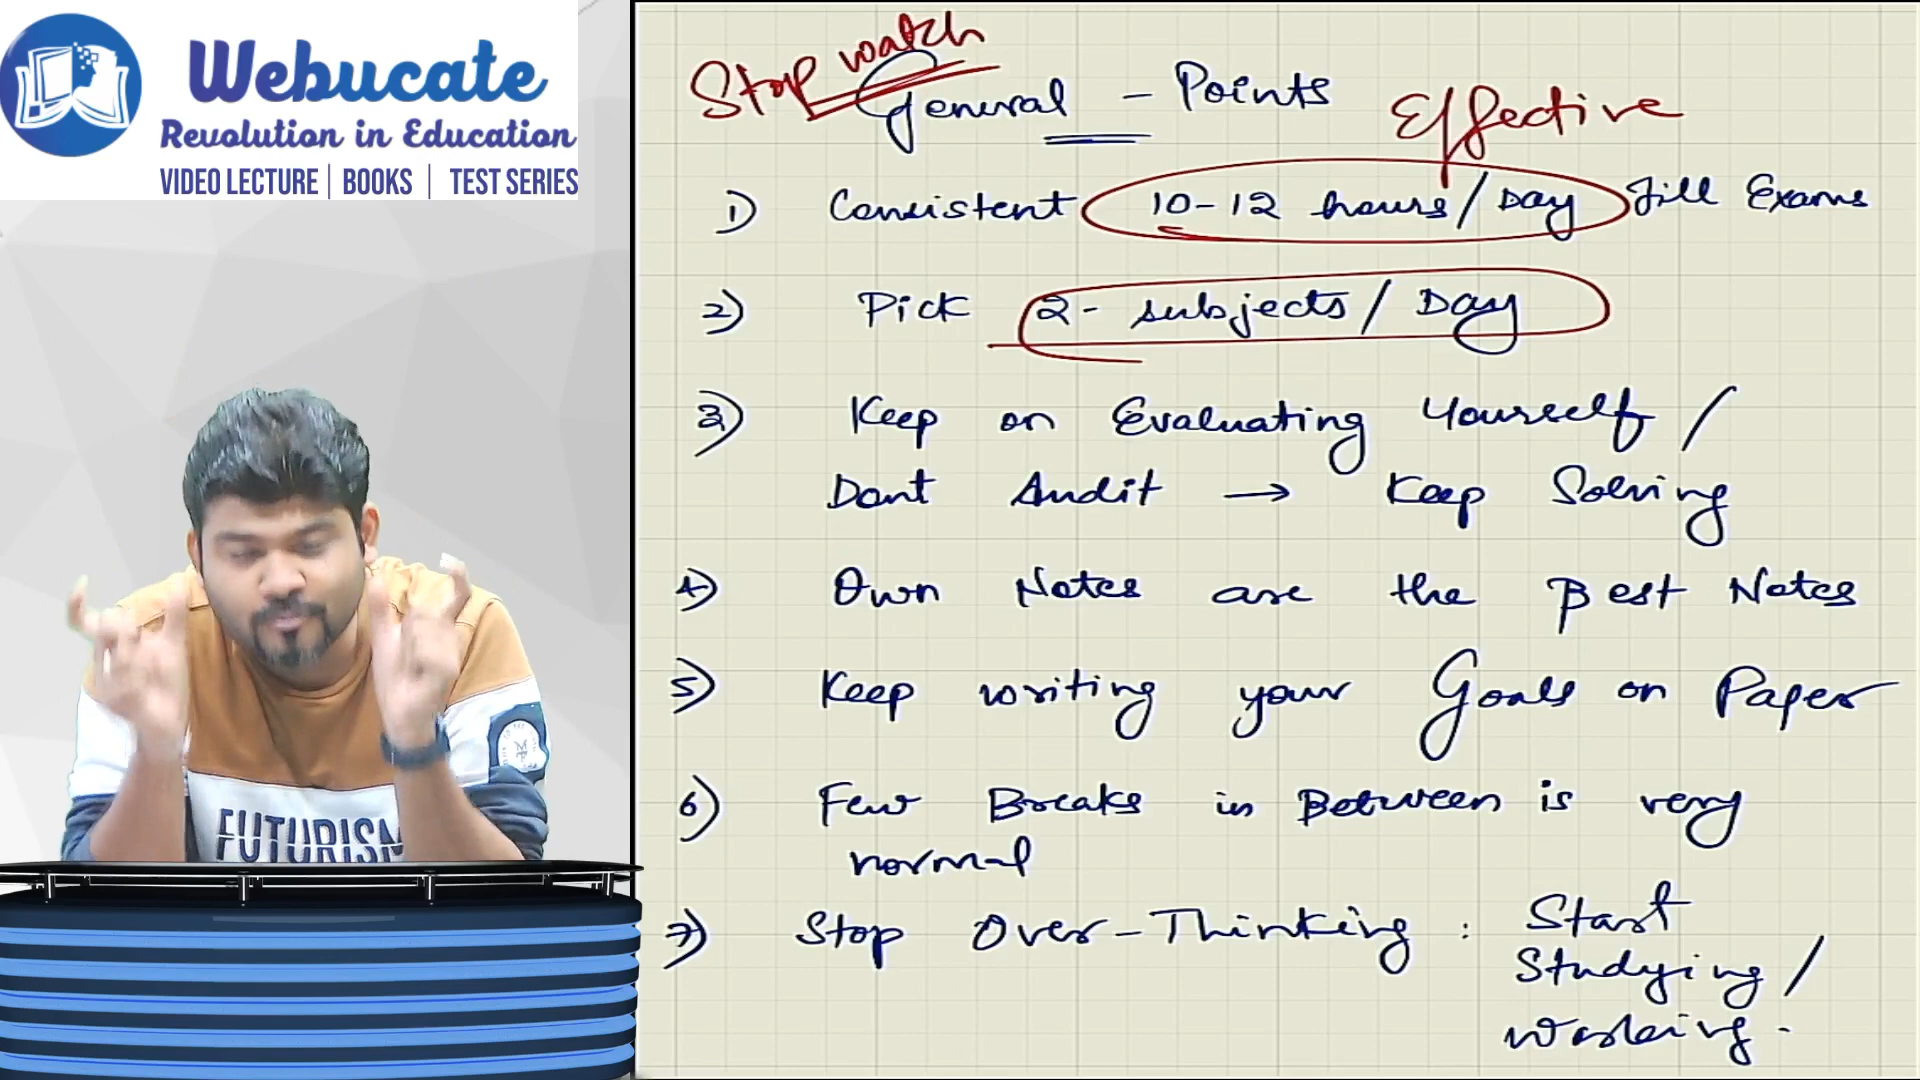 Webucate
Revolution in Education
VIDEO LECTURE | BOOKS | TEST SERIES
Stop watch
General - Points Effective
1) Consistent 10-12 hours/Day Till Exams
2) Pick 2- subjects/Day
3) Keep on Evaluating Yourself/
Dont Audit → Keep Solving
4) Own Notes are the Best Notes
5) Keep writing your Goals on Paper
6) Few Breaks in Between is very
normal
7) Stop Over-Thinking : Start
Studying/
Working.
FUTURISM